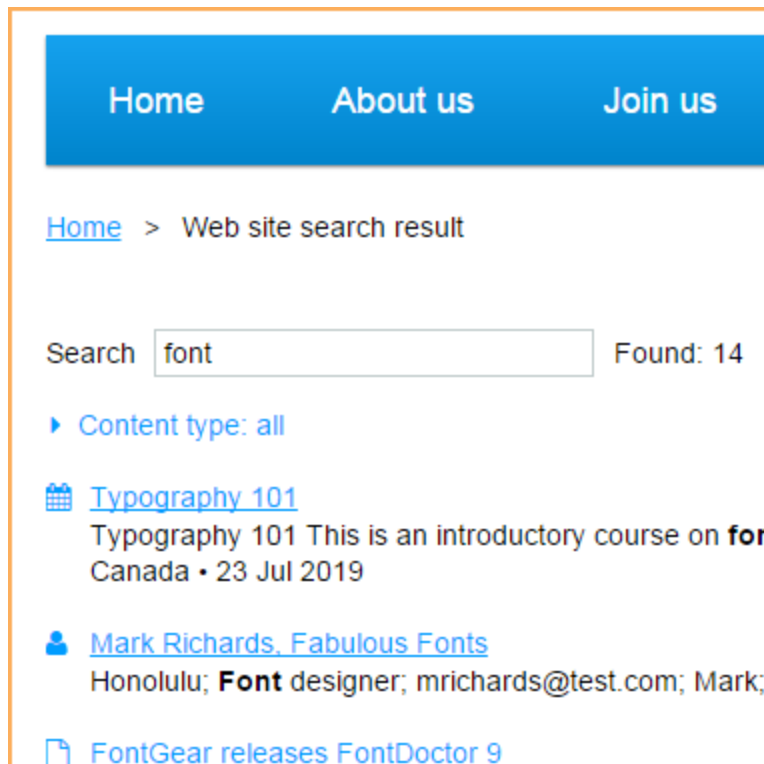 Home About us Join us
Home > Web site search result
Search font Found: 14
Content type: all
Typography 101
Typography 101 This is an introductory course on
Canada • 23 Jul 2019
Mark Richards, Fabulous Fonts
Honolulu; Font designer; mrichards@test.com; Mark;
FontGear releases FontDoctor 9